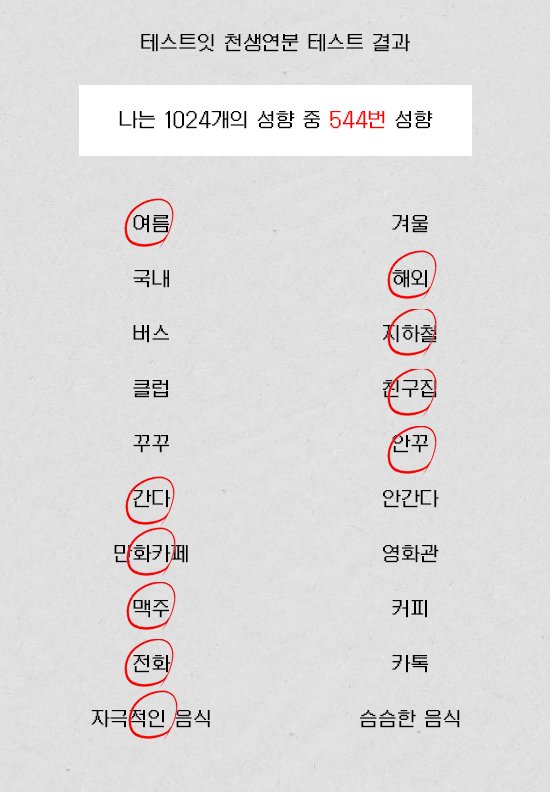 테스트잇 천생연분 테스트 결과
나는 1024개의 성향 중 544번 성향
여름 겨울
국내 해외
버스 지하철
클럽 친구집
꾸꾸 안꾸
간다 안간다
만화카페 영화관
맥주 커피
전화 카톡
자극적인 음식 슴슴한 음식